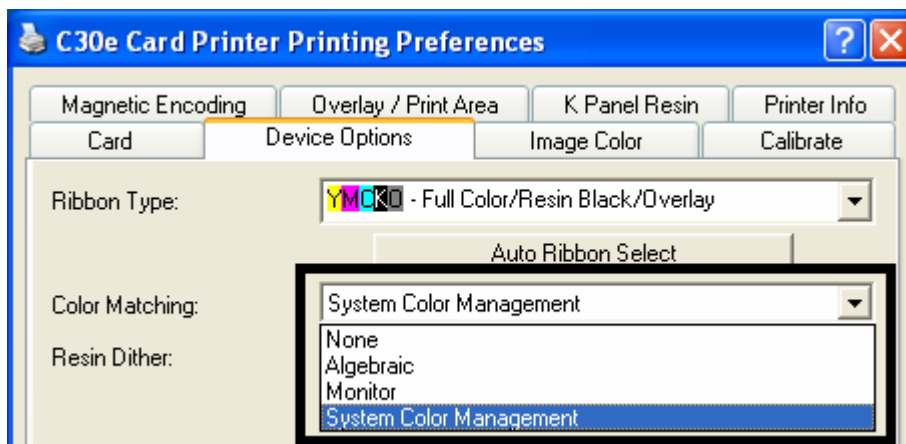 C30e Card Printer Printing Preferences
Magnetic Encoding Overlay / Print Area K Panel Resin Printer Info
Card Device Options Image Color Calibrate
Ribbon Type: YMCKO - Full Color/Resin Black/Overlay
Auto Ribbon Select
Color Matching: System Color Management
None
Resin Dither: Algebraic
Monitor
System Color Management